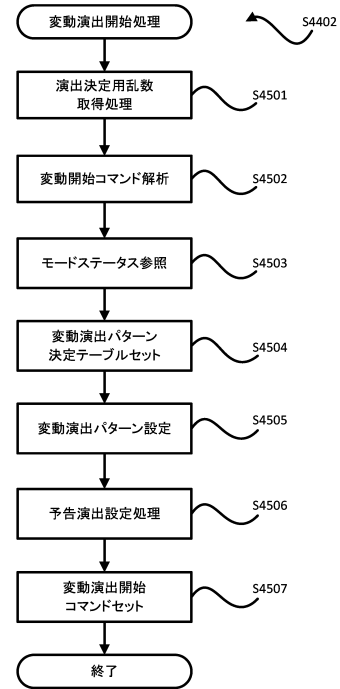 変動演出開始処理
S4402
演出決定用乱数
取得処理
S4501
変動開始コマンド解析
S4502
モードステータス参照
S4503
変動演出パターン
決定テーブルセット
S4504
変動演出パターン設定
S4505
予告演出設定処理
S4506
変動演出開始
コマンドセット
S4507
終了